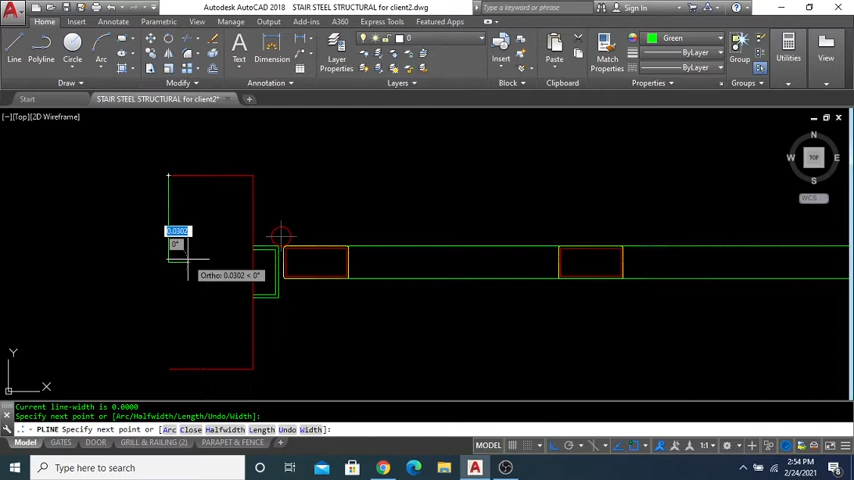 Autodesk AutoCAD 2018 STAIR STEEL STRUCTURAL for client2.dwg
Type a keyword or phrase
Sign In
Home Insert Annotate Parametric View Manage Output Add-ins A360 Express Tools Featured Apps
0
Green
ByLayer
ByLayer
Line Polyline Circle Arc Text Dimension Layer Properties Insert Paste Match Properties Group Utilities View
Draw Modify Annotation Layers Block Clipboard Properties Groups
Start STAIR STEEL STRUCTURAL for client2*
[−][Top][2D Wireframe]
N
W TOP E
S
0.0302
0°
Ortho: 0.0302 < 0°
Y
X
Current line-width is 0.0000
Specify next point or [Arc/Halfwidth/Length/Undo/Width]:
PLINE Specify next point or [Arc Close Halfwidth Length Undo Width]:
Model GATES DOOR GRILL & RAILING (2) PARAPET & FENCE
MODEL 1:1
Type here to search
2:54 PM
2/24/2021